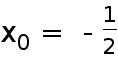 x₀ = - 1/2